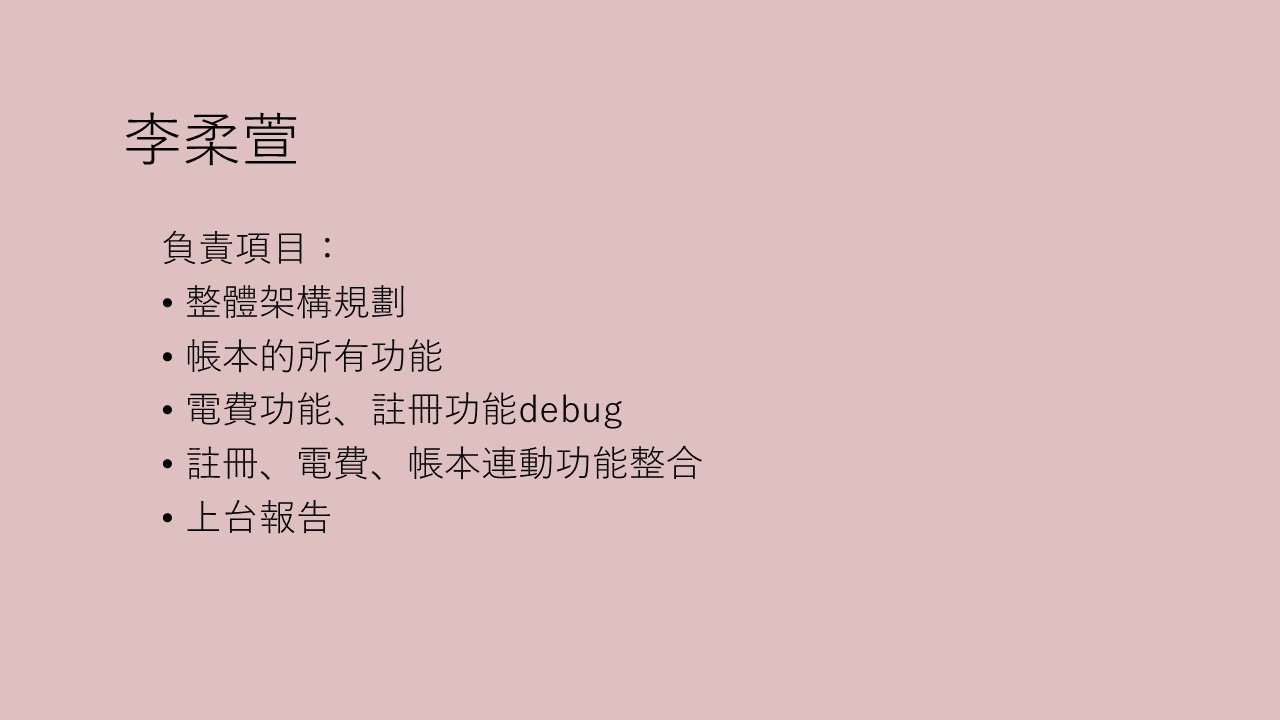 李柔萱
負責項目：
• 整體架構規劃
• 帳本的所有功能
• 電費功能、註冊功能debug
• 註冊、電費、帳本連動功能整合
• 上台報告